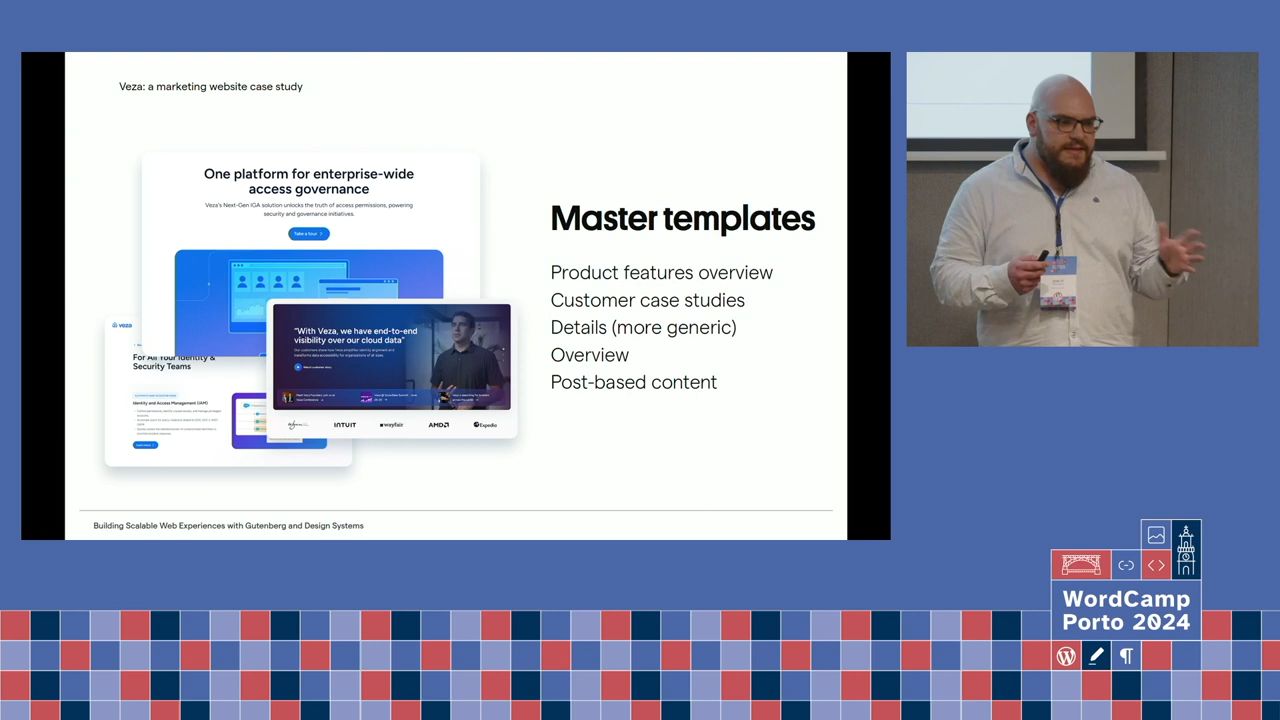 Veza: a marketing website case study
One platform for enterprise-wide
access governance
Veza's Next-Gen IGA solution unlocks the truth of access permissions, powering
security and governance initiatives.
Take a tour
veza
For All Your Identity &
Security Teams
Identity and Access Management (IAM)
"With Veza, we have end-to-end
visibility over our cloud data"
Watch customer story
INTUIT
wayfair
AMD
Expedia
Master templates
Product features overview
Customer case studies
Details (more generic)
Overview
Post-based content
Building Scalable Web Experiences with Gutenberg and Design Systems
WordCamp
Porto 2024